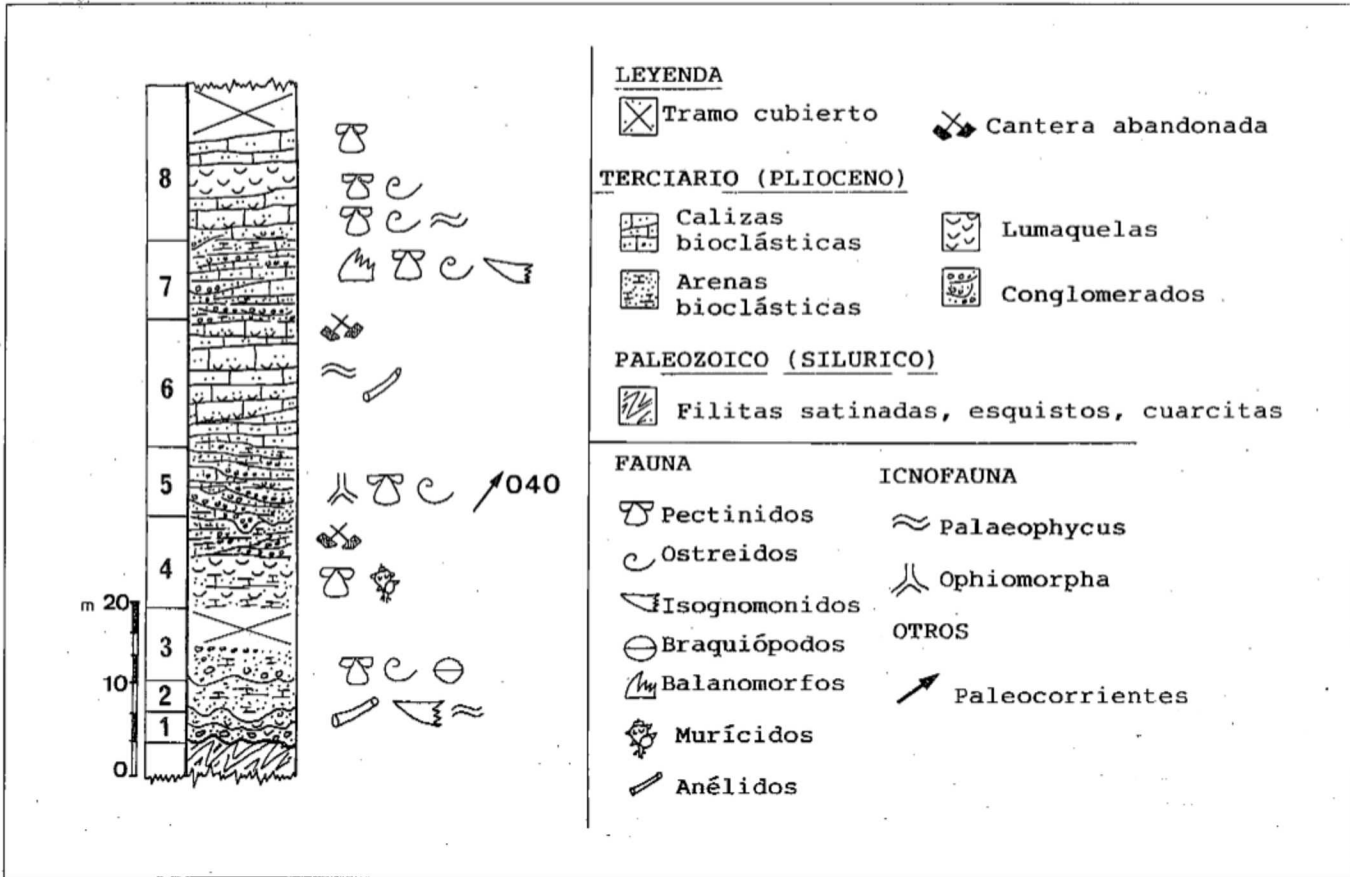 8
7
6
5
4
3
2
1
m 20
10
0
040
LEYENDA
Tramo cubierto
Cantera abandonada
TERCIARIO (PLIOCENO)
Calizas
bioclásticas
Lumaquelas
Arenas
bioclásticas
Conglomerados
PALEOZOICO (SILURICO)
Filitas satinadas, esquistos, cuarcitas
FAUNA
Pectinidos
Ostreidos
Isognomonidos
Braquiópodos
Balanomorfos
Murícidos
Anélidos
ICNOFAUNA
Palaeophycus
Ophiomorpha
OTROS
Paleocorrientes